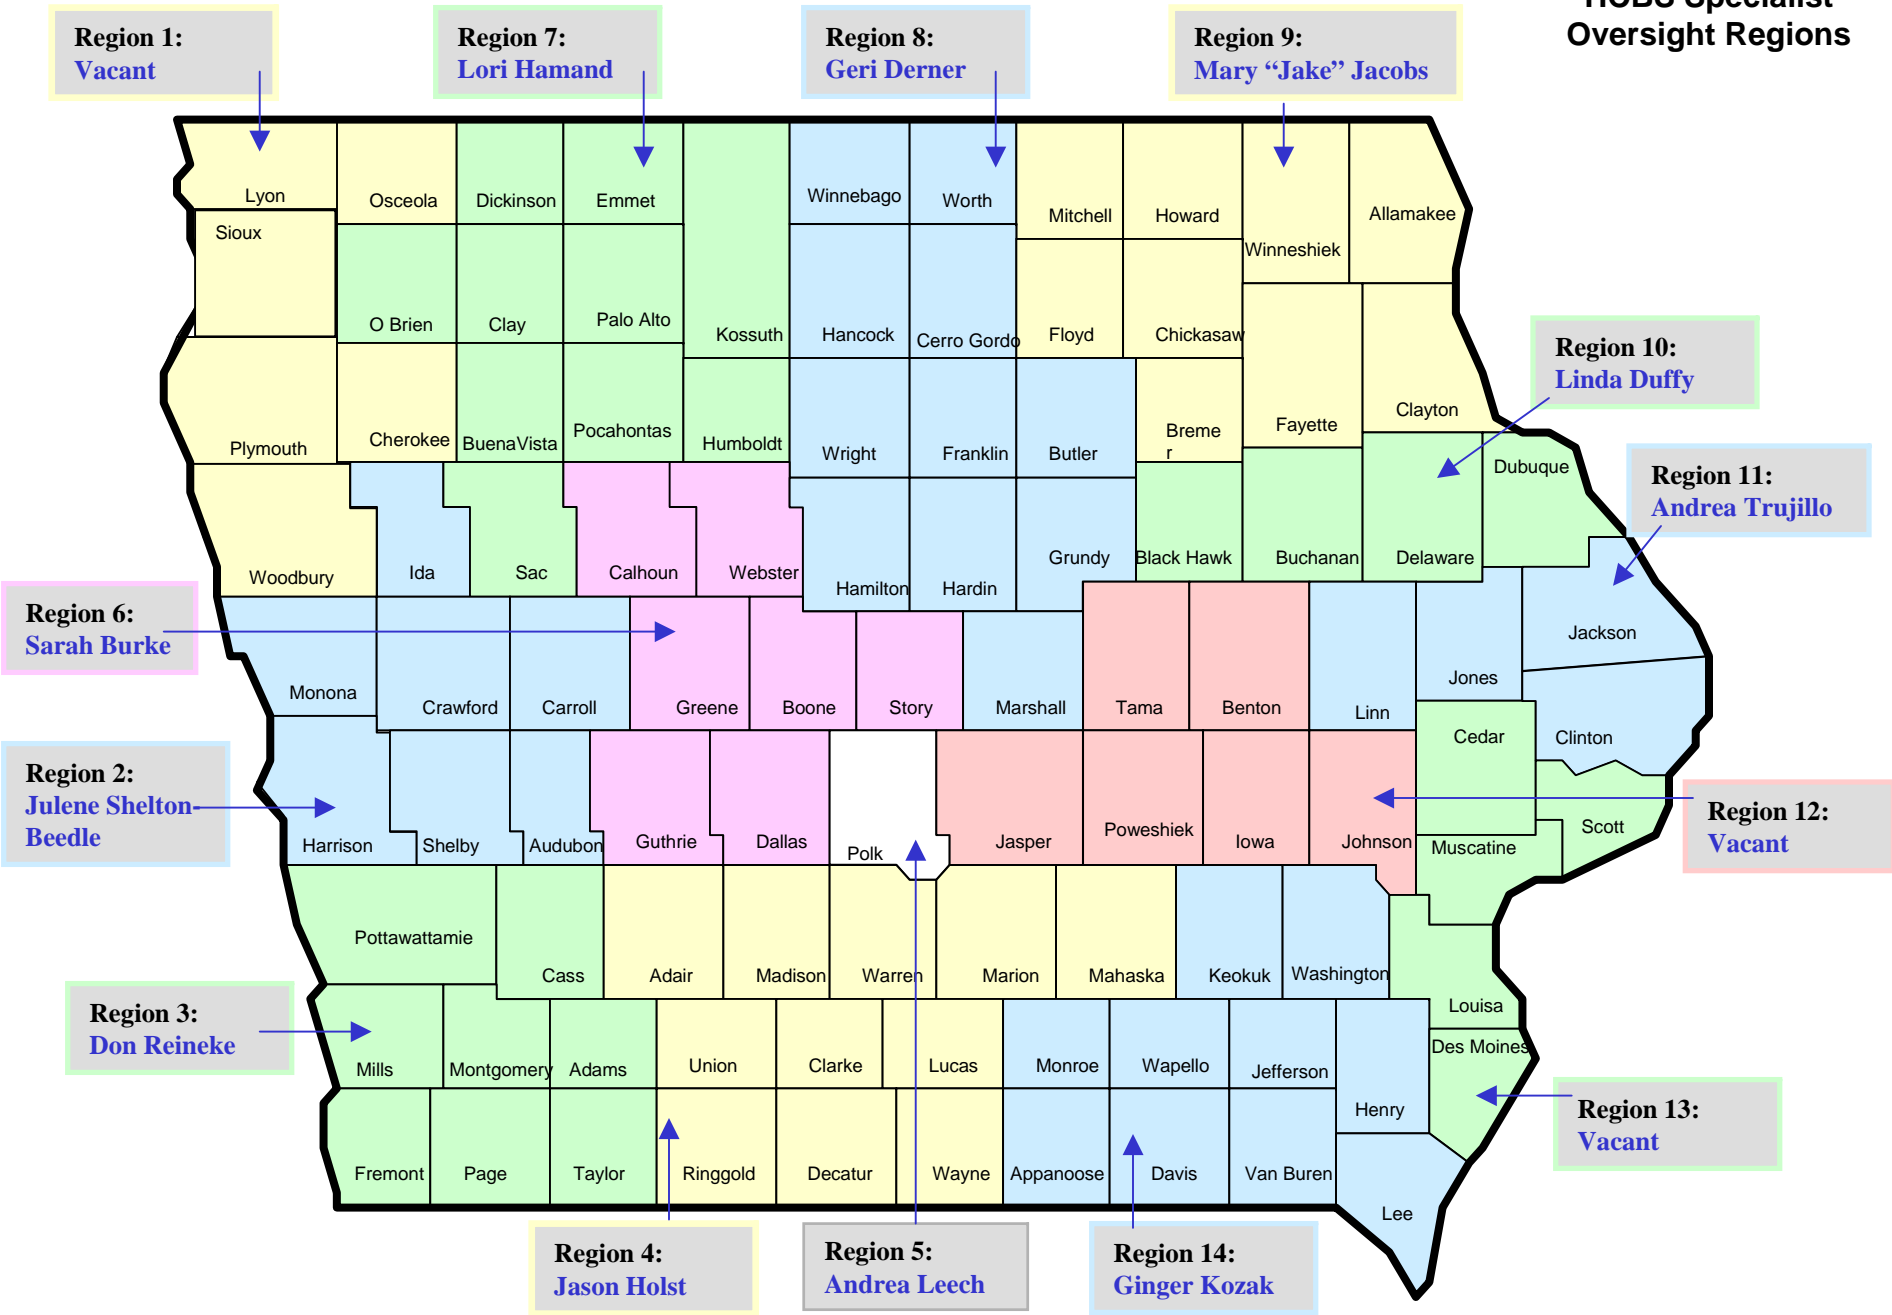 HCBS Specialist
Oversight Regions
Region 1:
Vacant
Region 7:
Lori Hamand
Region 8:
Geri Derner
Region 9:
Mary “Jake” Jacobs
Lyon
Osceola
Dickinson
Emmet
Kossuth
Winnebago
Worth
Mitchell
Howard
Winneshiek
Allamakee
Sioux
O Brien
Clay
Palo Alto
Hancock
Cerro Gordo
Floyd
Chickasaw
Region 10:
Linda Duffy
Plymouth
Cherokee
BuenaVista
Pocahontas
Humboldt
Wright
Franklin
Butler
Breme
r
Fayette
Clayton
Dubuque
Region 11:
Andrea Trujillo
Woodbury
Ida
Sac
Calhoun
Webster
Hamilton
Hardin
Grundy
Black Hawk
Buchanan
Delaware
Jackson
Region 6:
Sarah Burke
Monona
Crawford
Carroll
Greene
Boone
Story
Marshall
Tama
Benton
Linn
Jones
Cedar
Clinton
Region 2:
Julene Shelton-
Beedle
Harrison
Shelby
Audubon
Guthrie
Dallas
Polk
Jasper
Poweshiek
Iowa
Johnson
Muscatine
Scott
Region 12:
Vacant
Pottawattamie
Cass
Adair
Madison
Warren
Marion
Mahaska
Keokuk
Washington
Louisa
Region 3:
Don Reineke
Mills
Montgomery
Adams
Union
Clarke
Lucas
Monroe
Wapello
Jefferson
Henry
Des Moines
Region 13:
Vacant
Fremont
Page
Taylor
Ringgold
Decatur
Wayne
Appanoose
Davis
Van Buren
Lee
Region 4:
Jason Holst
Region 5:
Andrea Leech
Region 14:
Ginger Kozak